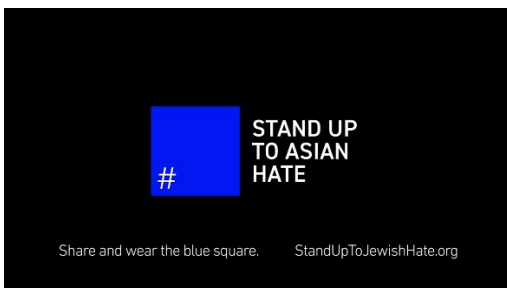 #
STAND UP
TO ASIAN
HATE
Share and wear the blue square. StandUpToJewishHate.org